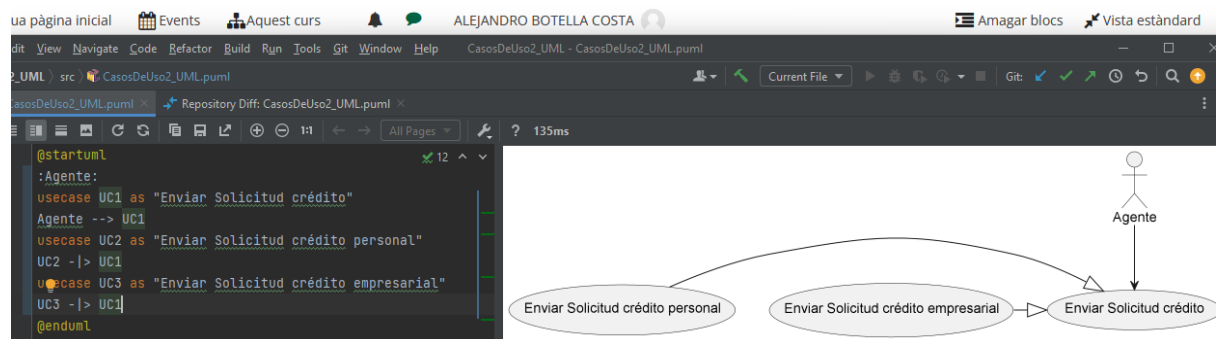 ua pàgina inicial Events Aquest curs ALEJANDRO BOTELLA COSTA Amagar blocs Vista estàndard
dit View Navigate Code Refactor Build Run Tools Git Window Help CasosDeUso2_UML - CasosDeUso2_UML.puml
2_UML src CasosDeUso2_UML.puml Current File Git:
CasosDeUso2_UML.puml Repository Diff: CasosDeUso2_UML.puml
1:1 All Pages ? 135ms
@startuml 12
:Agente:
usecase UC1 as "Enviar Solicitud crédito"
Agente --> UC1
usecase UC2 as "Enviar Solicitud crédito personal"
UC2 -|> UC1
usecase UC3 as "Enviar Solicitud crédito empresarial"
UC3 -|> UC1
@enduml
Agente
Enviar Solicitud crédito personal
Enviar Solicitud crédito empresarial
Enviar Solicitud crédito